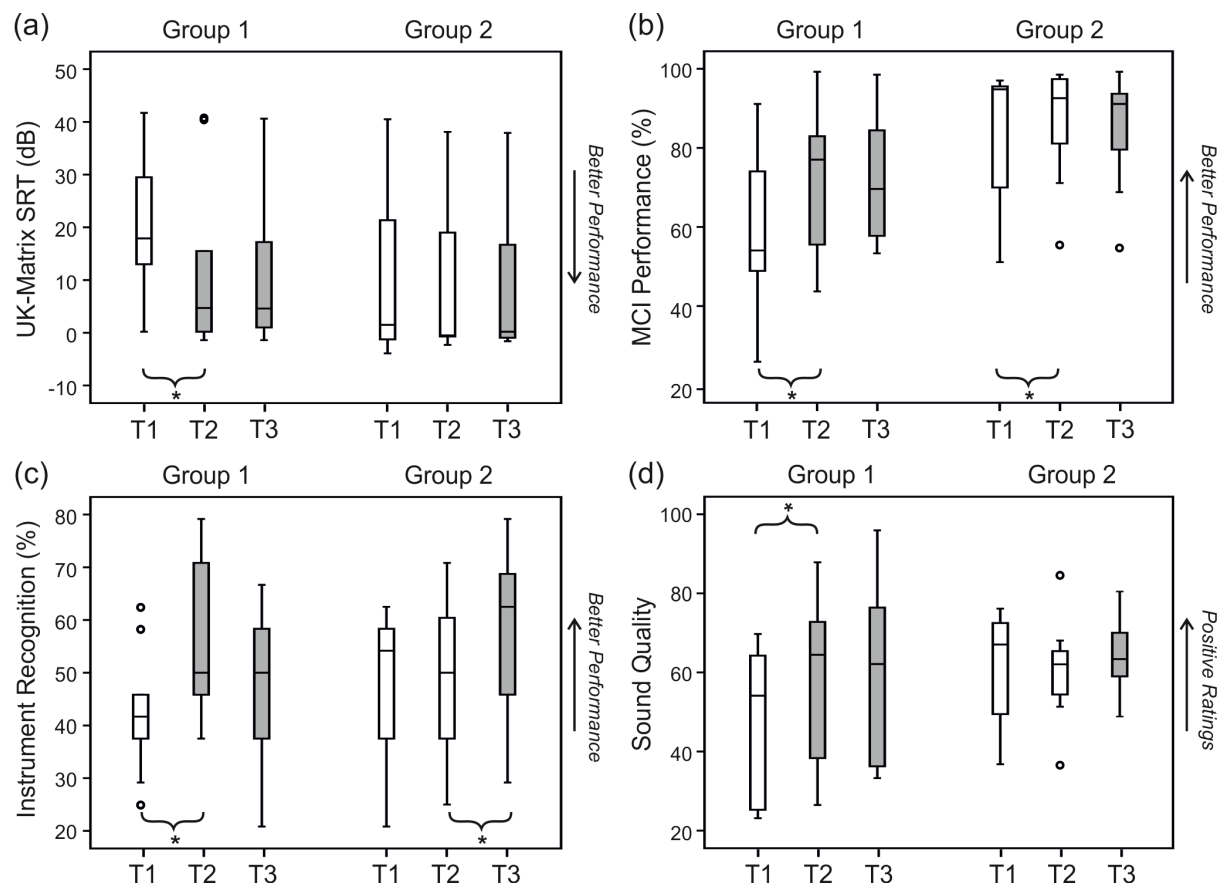 (a)
Group 1 Group 2
50
40
30
20
10
0
-10
UK-Matrix SRT (dB)
Better Performance
*
T1 T2 T3 T1 T2 T3
(b)
Group 1 Group 2
100
80
60
40
20
MCI Performance (%)
Better Performance
* *
T1 T2 T3 T1 T2 T3
(c)
Group 1 Group 2
80
70
60
50
40
30
20
Instrument Recognition (%)
Better Performance
* *
T1 T2 T3 T1 T2 T3
(d)
Group 1 Group 2
100
80
60
40
20
Sound Quality
Positive Ratings
*
T1 T2 T3 T1 T2 T3